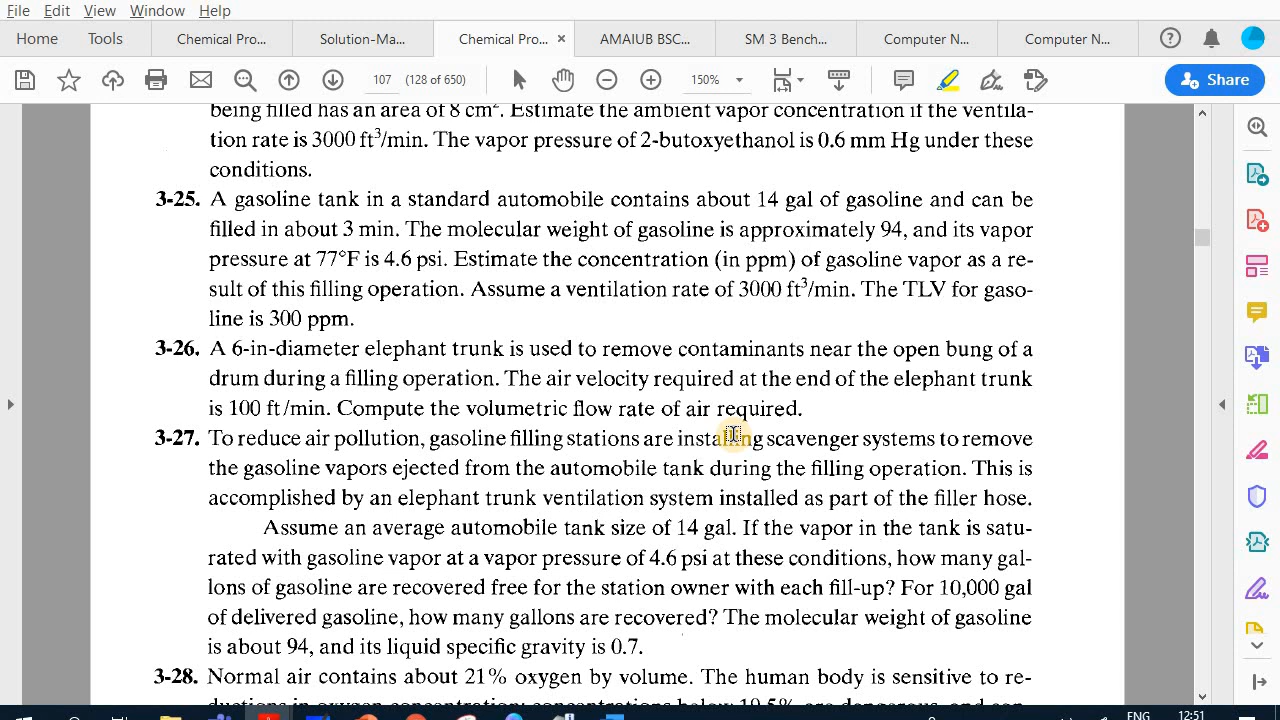 File Edit View Window Help
Home Tools Chemical Pro... Solution-Ma... Chemical Pro... × AMAIUB BSC... SM 3 Bench... Computer N... Computer N...
107 (128 of 650) 150% Share
being filled has an area of 8 cm². Estimate the ambient vapor concentration if the ventila-
tion rate is 3000 ft³/min. The vapor pressure of 2-butoxyethanol is 0.6 mm Hg under these
conditions.
3-25. A gasoline tank in a standard automobile contains about 14 gal of gasoline and can be
filled in about 3 min. The molecular weight of gasoline is approximately 94, and its vapor
pressure at 77°F is 4.6 psi. Estimate the concentration (in ppm) of gasoline vapor as a re-
sult of this filling operation. Assume a ventilation rate of 3000 ft³/min. The TLV for gaso-
line is 300 ppm.
3-26. A 6-in-diameter elephant trunk is used to remove contaminants near the open bung of a
drum during a filling operation. The air velocity required at the end of the elephant trunk
is 100 ft/min. Compute the volumetric flow rate of air required.
3-27. To reduce air pollution, gasoline filling stations are installing scavenger systems to remove
the gasoline vapors ejected from the automobile tank during the filling operation. This is
accomplished by an elephant trunk ventilation system installed as part of the filler hose.
Assume an average automobile tank size of 14 gal. If the vapor in the tank is satu-
rated with gasoline vapor at a vapor pressure of 4.6 psi at these conditions, how many gal-
lons of gasoline are recovered free for the station owner with each fill-up? For 10,000 gal
of delivered gasoline, how many gallons are recovered? The molecular weight of gasoline
is about 94, and its liquid specific gravity is 0.7.
3-28. Normal air contains about 21% oxygen by volume. The human body is sensitive to re-
ductions in oxygen concentration; concentrations below 19.5% are dangerous, and con-
ENG 12:51